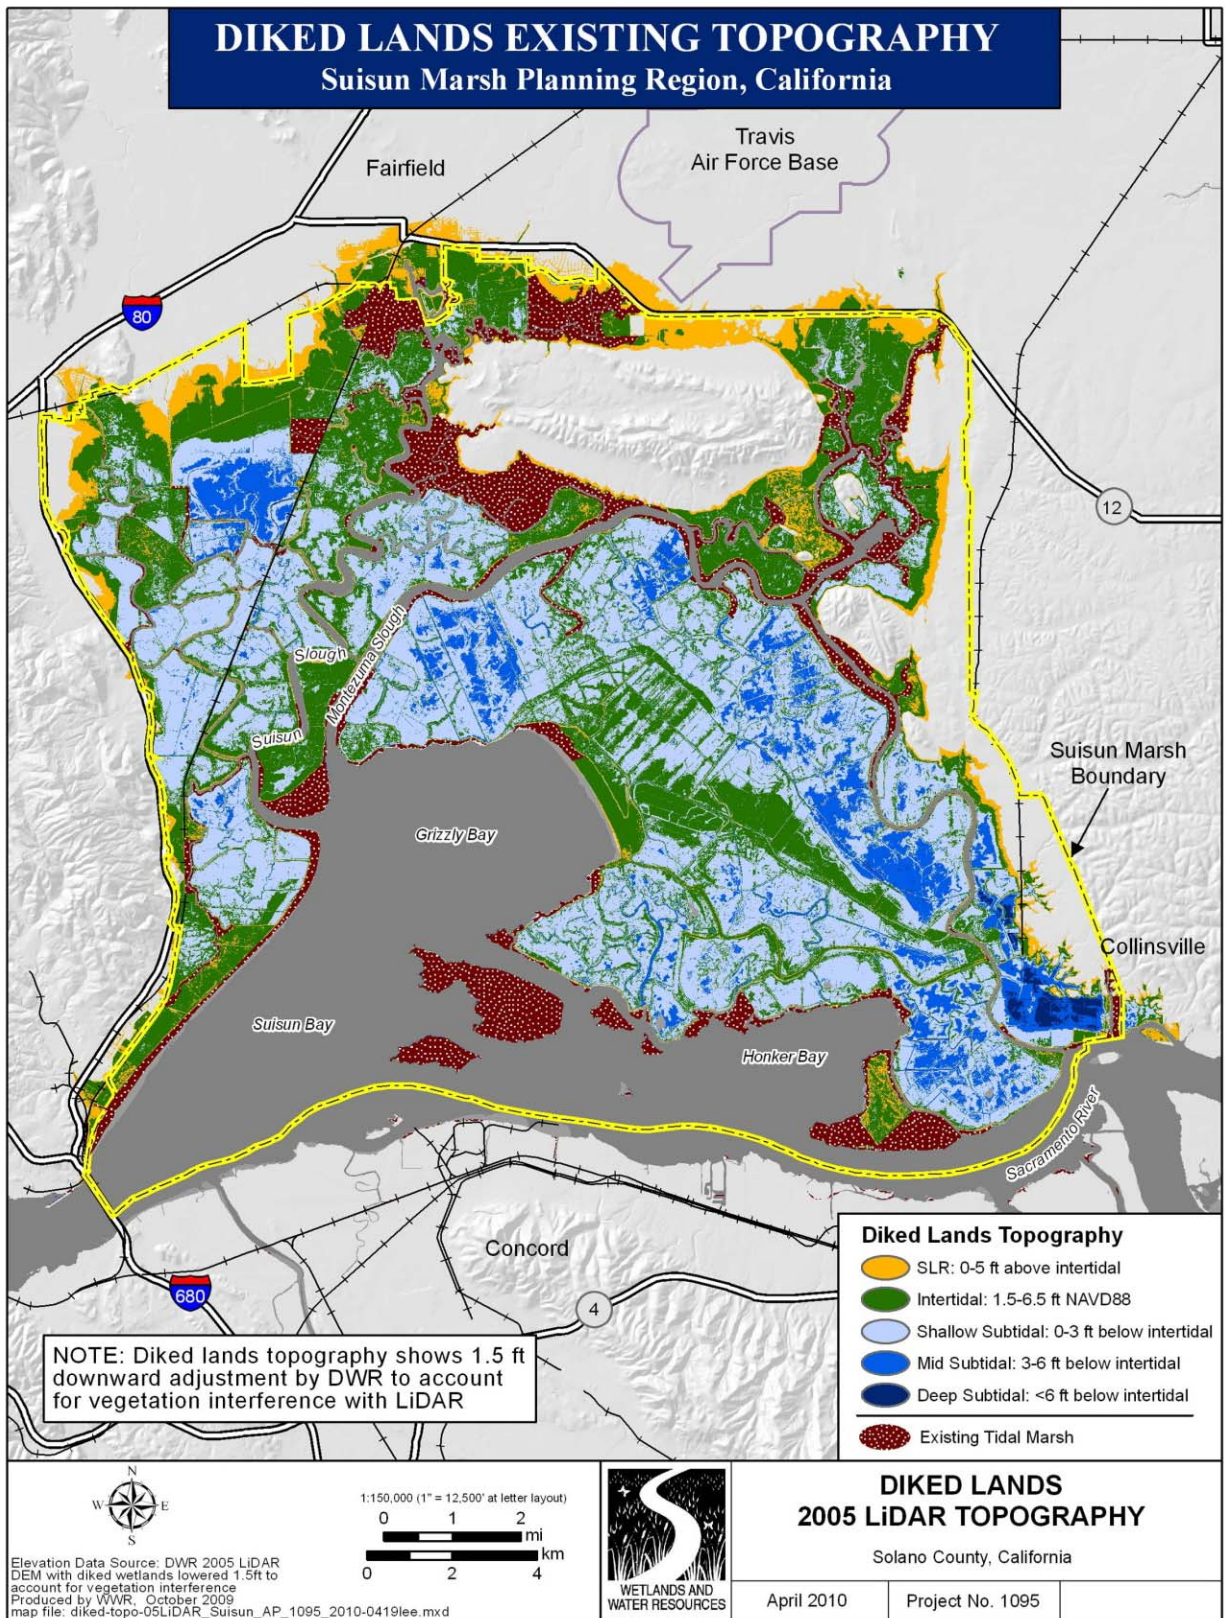 DIKED LANDS EXISTING TOPOGRAPHY
Suisun Marsh Planning Region, California
Travis
Air Force Base
Fairfield
80
12
Slough
Montezuma Slough
Suisun
Suisun Marsh
Boundary
Grizzly Bay
Collinsville
Suisun Bay
Honker Bay
Sacramento River
Concord
680
4
Diked Lands Topography
SLR: 0-5 ft above intertidal
Intertidal: 1.5-6.5 ft NAVD88
Shallow Subtidal: 0-3 ft below intertidal
Mid Subtidal: 3-6 ft below intertidal
Deep Subtidal: <6 ft below intertidal
Existing Tidal Marsh
NOTE: Diked lands topography shows 1.5 ft
downward adjustment by DWR to account
for vegetation interference with LiDAR
N
W E
S
1:150,000 (1" = 12,500' at letter layout)
0 1 2
mi
km
0 2 4
Elevation Data Source: DWR 2005 LiDAR
DEM with diked wetlands lowered 1.5ft to
account for vegetation interference
Produced by WWR, October 2009
map file: diked-topo-05LiDAR_Suisun_AP_1095_2010-0419lee.mxd
WETLANDS AND
WATER RESOURCES
DIKED LANDS
2005 LiDAR TOPOGRAPHY
Solano County, California
April 2010
Project No. 1095